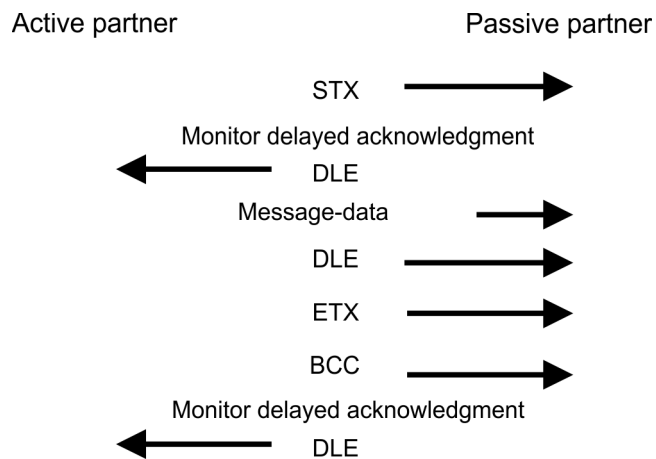 Active partner Passive partner
STX
Monitor delayed acknowledgment
DLE
Message-data
DLE
ETX
BCC
Monitor delayed acknowledgment
DLE